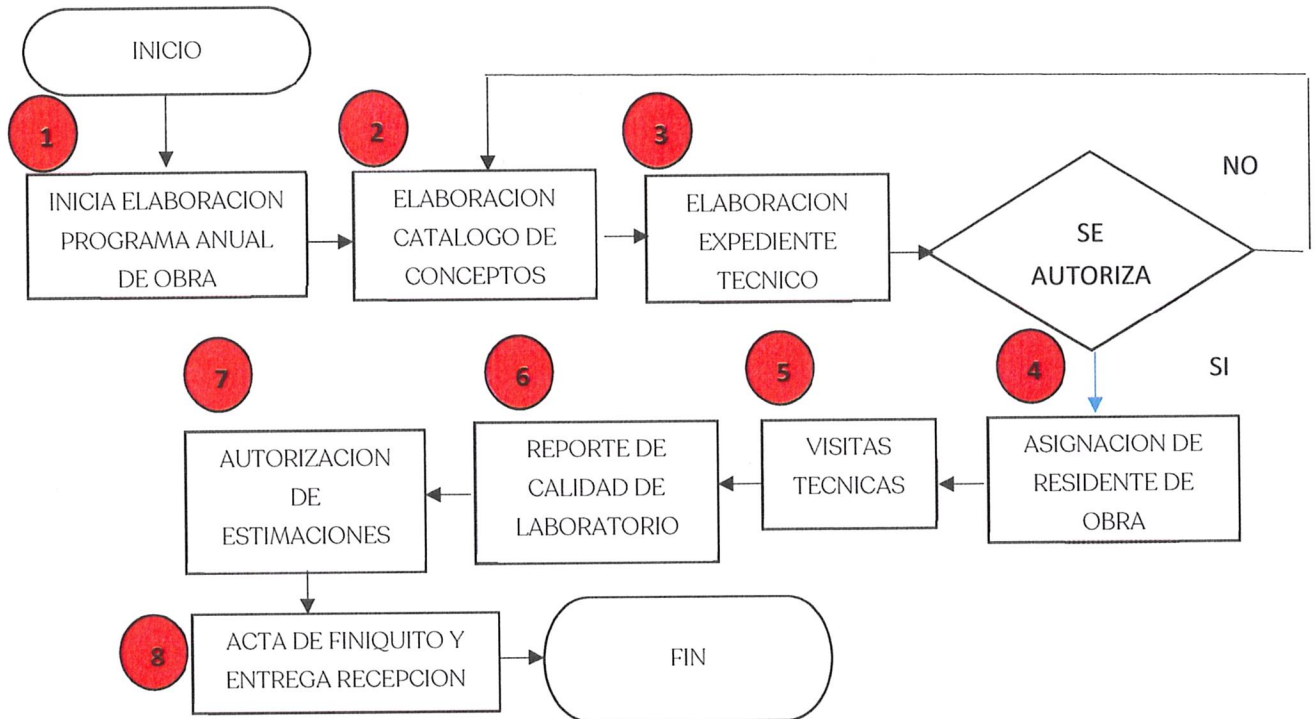 INICIO
1
INICIA ELABORACION
PROGRAMA ANUAL
DE OBRA
2
ELABORACION
CATALOGO DE
CONCEPTOS
3
ELABORACION
EXPEDIENTE
TECNICO
SE
AUTORIZA
NO
SI
4
ASIGNACION DE
RESIDENTE DE
OBRA
5
VISITAS
TECNICAS
6
REPORTE DE
CALIDAD DE
LABORATORIO
7
AUTORIZACION
DE
ESTIMACIONES
8
ACTA DE FINIQUITO Y
ENTREGA RECEPCION
FIN